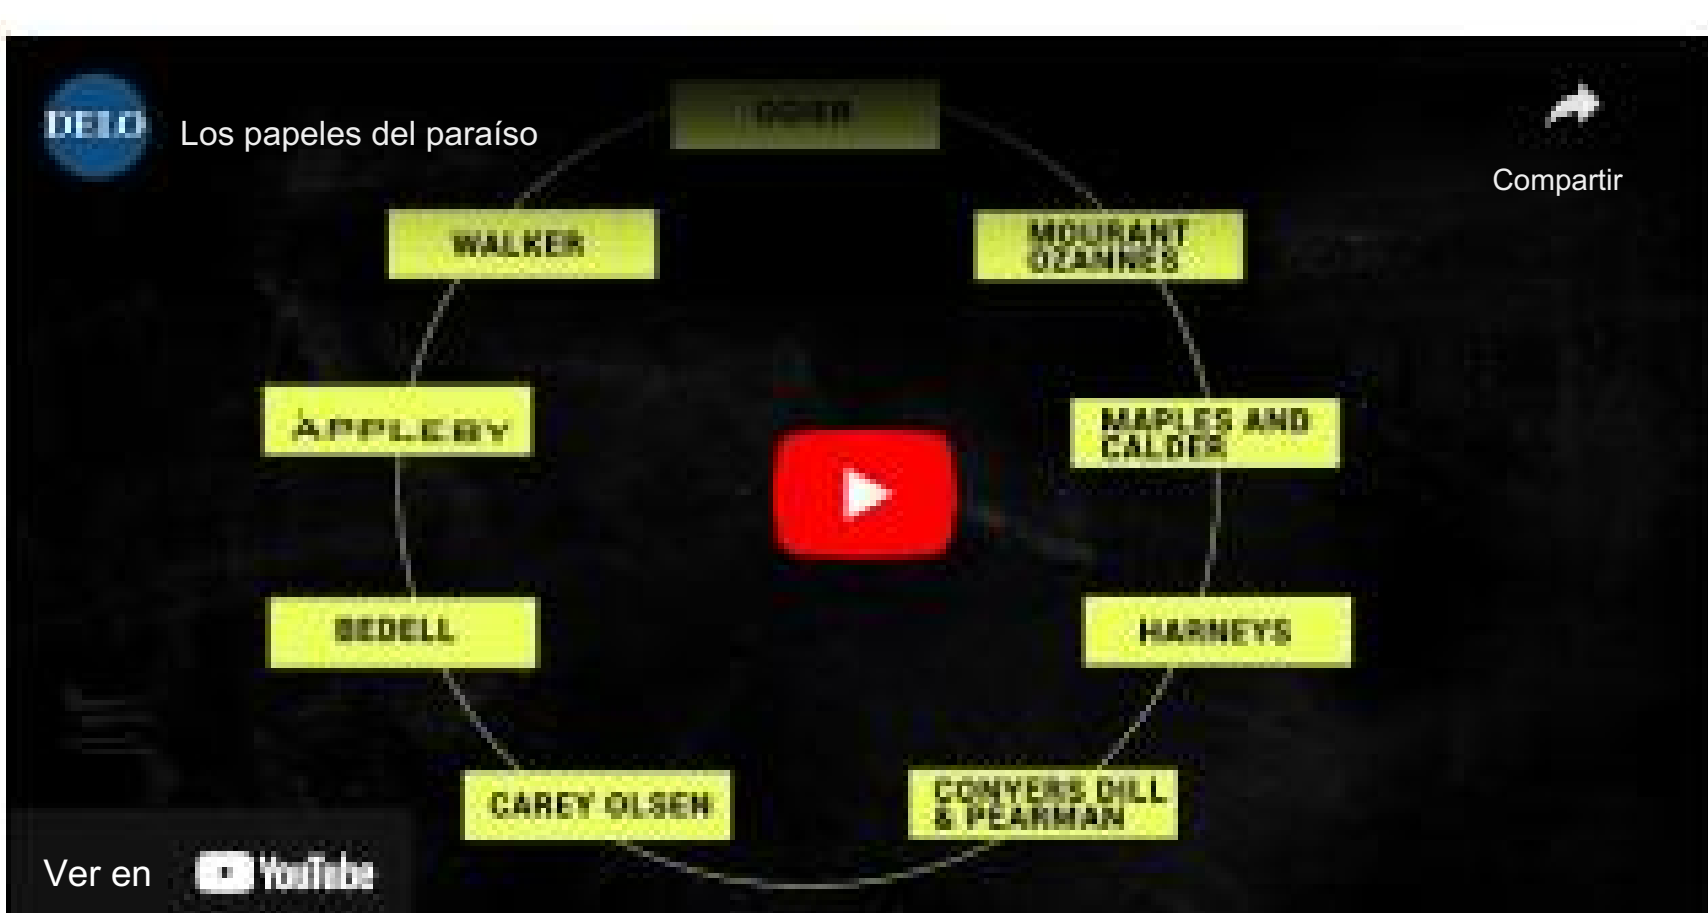 DELO
Los papeles del paraíso
Compartir
WALKER
MOURANT
OZANNES
APPLEBY
MAPLES AND
CALDER
BEDELL
HARNEYS
CAREY OLSEN
CONYERS DILL
& PEARMAN
Ver en YouTube